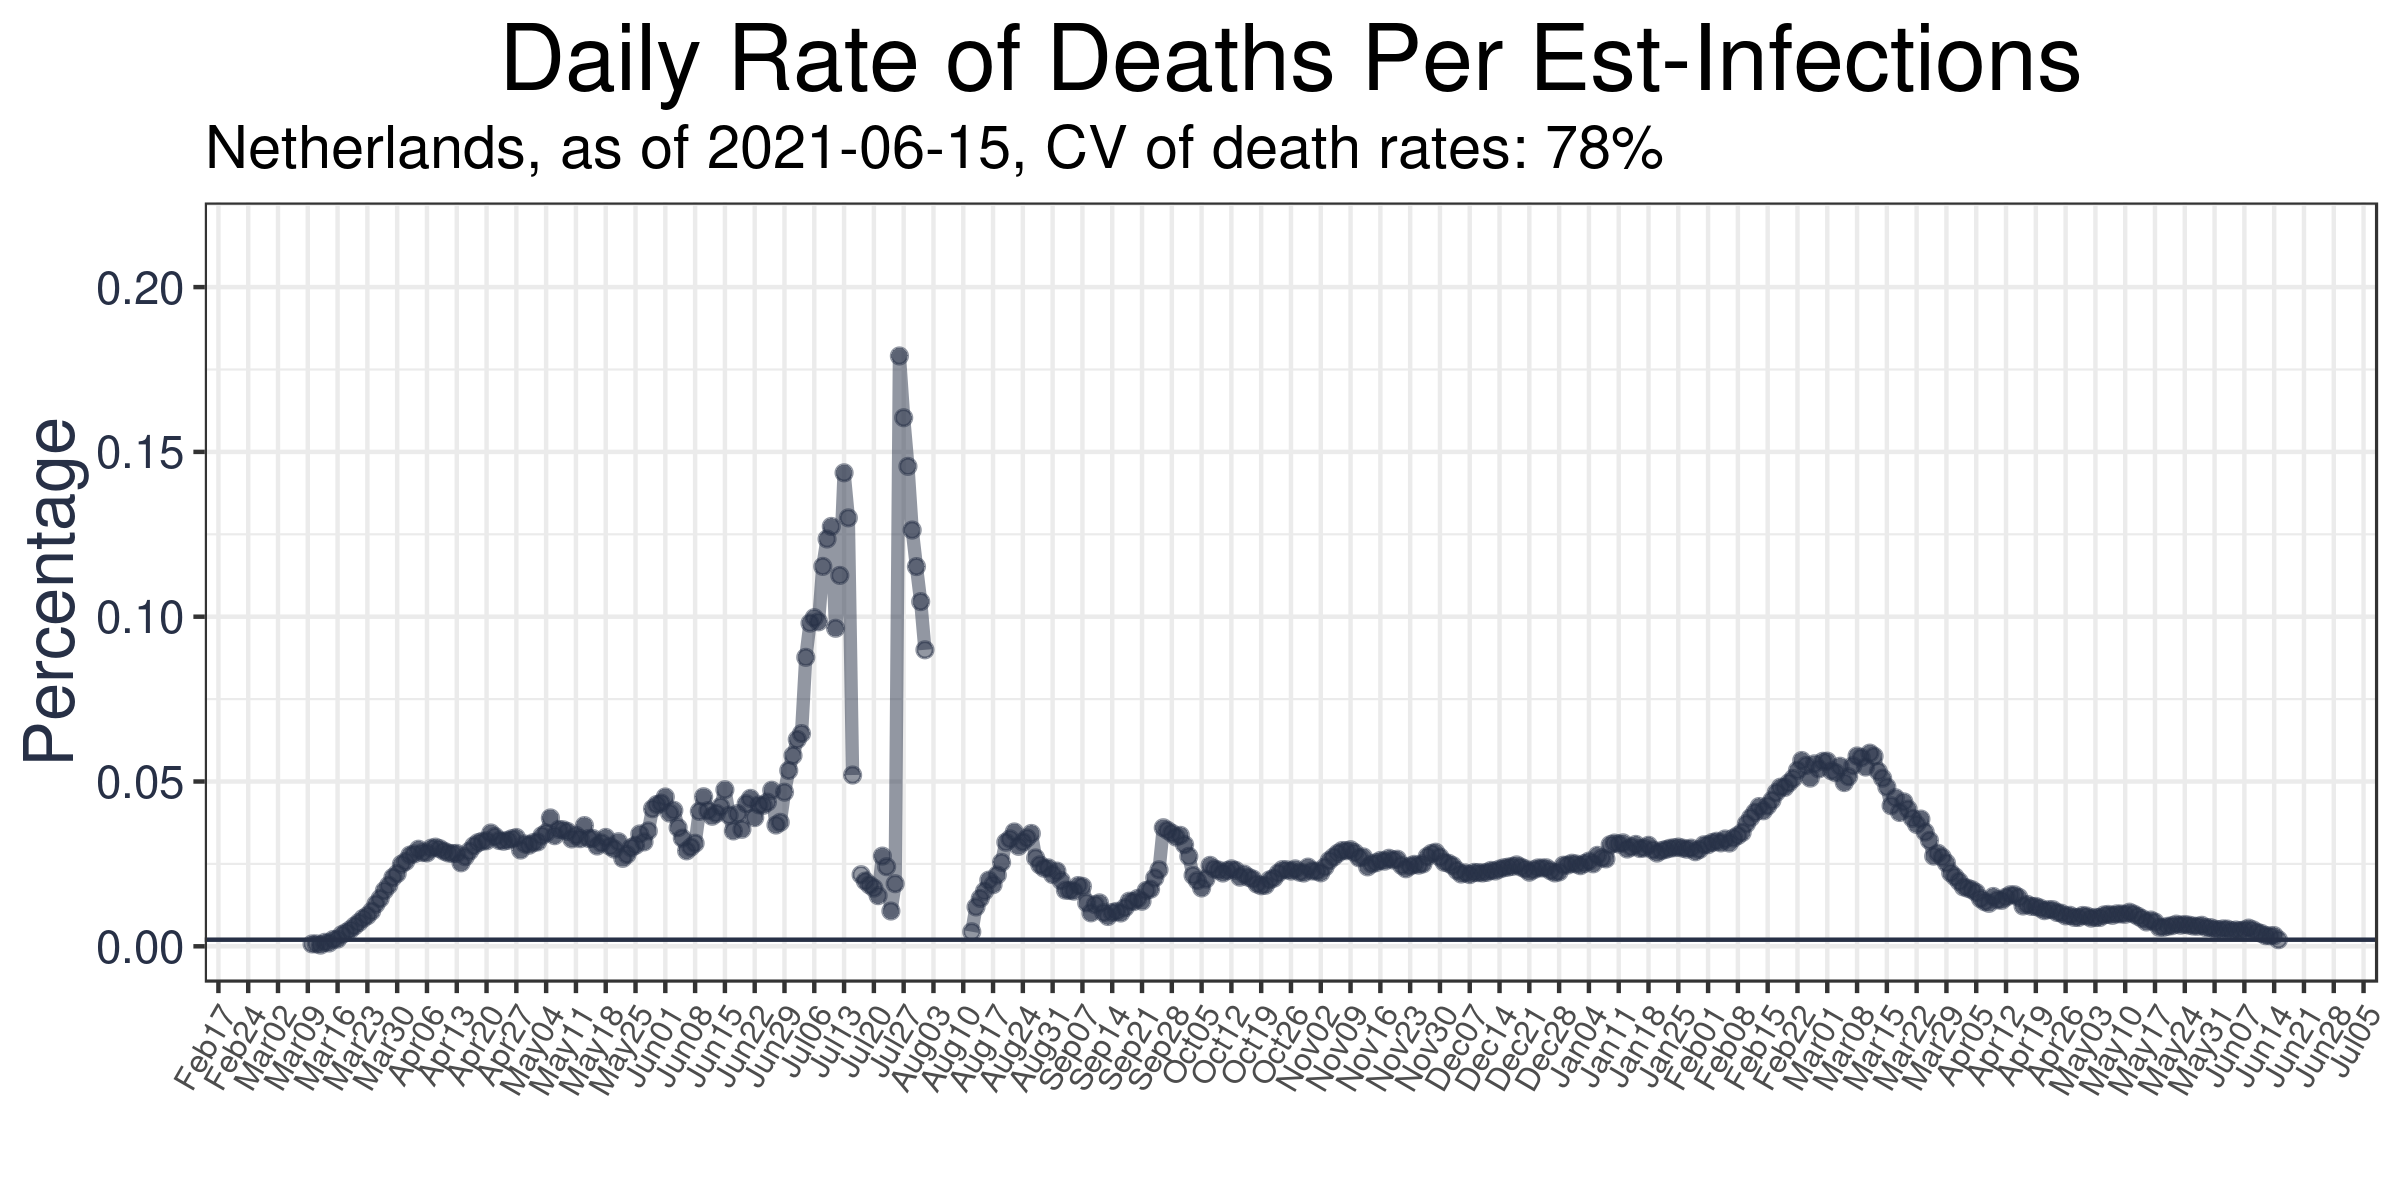 Daily Rate of Deaths Per Est-Infections
Netherlands, as of 2021-06-15, CV of death rates: 78%
Percentage
0.20
0.15
0.10
0.05
0.00
Feb17
Feb24
Mar02
Mar09
Mar16
Mar23
Mar30
Apr06
Apr13
Apr20
Apr27
May04
May11
May18
May25
Jun01
Jun08
Jun15
Jun22
Jun29
Jul06
Jul13
Jul20
Jul27
Aug03
Aug10
Aug17
Aug24
Aug31
Sep07
Sep14
Sep21
Sep28
Oct05
Oct12
Oct19
Oct26
Nov02
Nov09
Nov16
Nov23
Nov30
Dec07
Dec14
Dec21
Dec28
Jan04
Jan11
Jan18
Jan25
Feb01
Feb08
Feb15
Feb22
Mar01
Mar08
Mar15
Mar22
Mar29
Apr05
Apr12
Apr19
Apr26
May03
May10
May17
May24
May31
Jun07
Jun14
Jun21
Jun28
Jul05